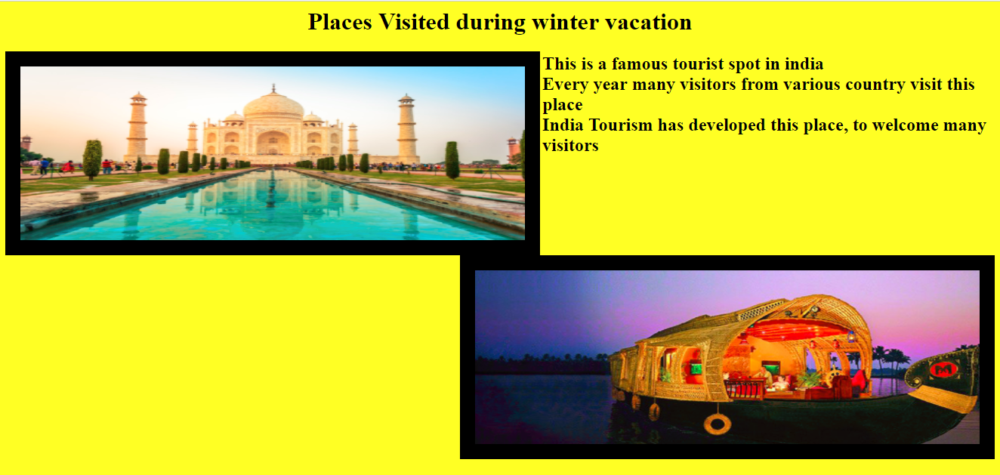 Places Visited during winter vacation
This is a famous tourist spot in india
Every year many visitors from various country visit this
place
India Tourism has developed this place, to welcome many
visitors